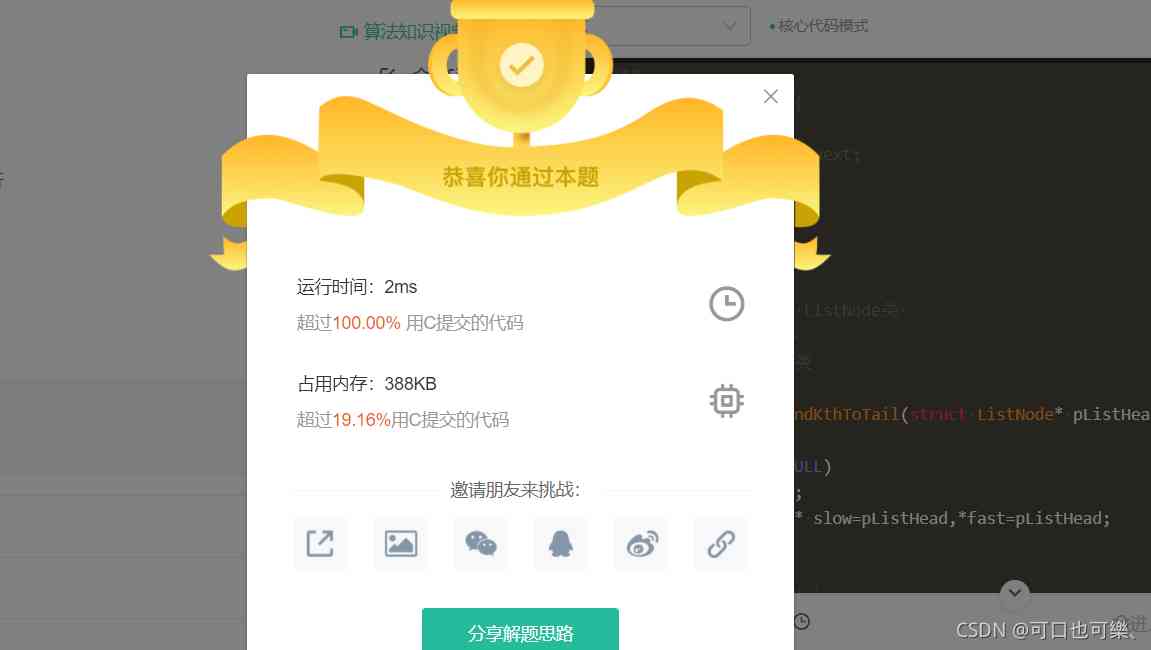 算法知识视
•核心代码模式
恭喜你通过本题
ext;
运行时间：2ms
超过100.00% 用C提交的代码
ListNode类
占用内存：388KB
类
超过19.16%用C提交的代码
ndKthToTail(struct ListNode* pListHea
ULL)
;
邀请朋友来挑战：
* slow=pListHead,*fast=pListHead;
分享解题思路
CSDN @可口也可樂、